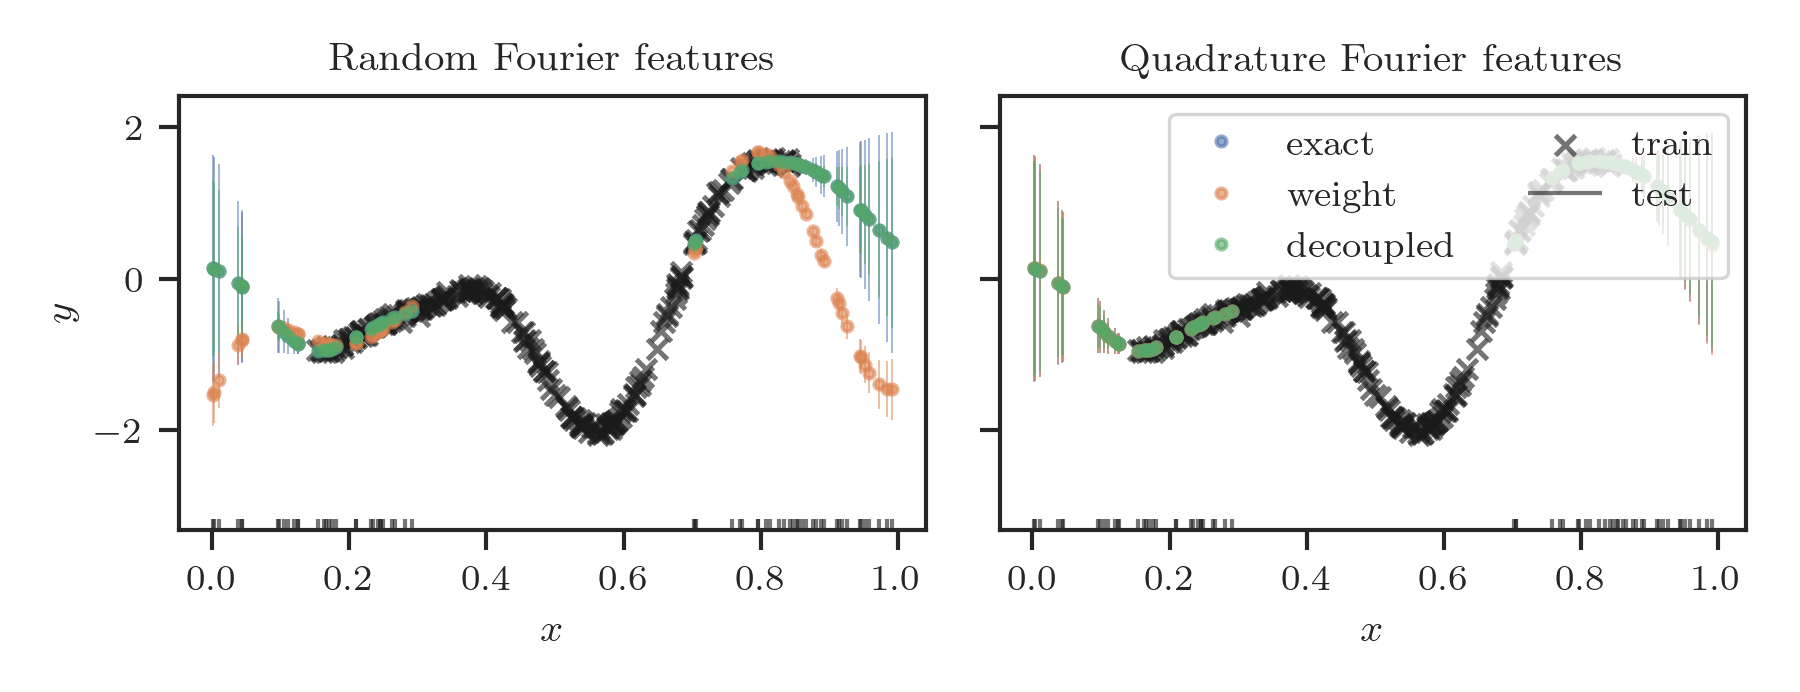 Random Fourier features
Quadrature Fourier features
y
2
0
−2
exact
weight
decoupled
train
test
0.0 0.2 0.4 0.6 0.8 1.0
0.0 0.2 0.4 0.6 0.8 1.0
x
x